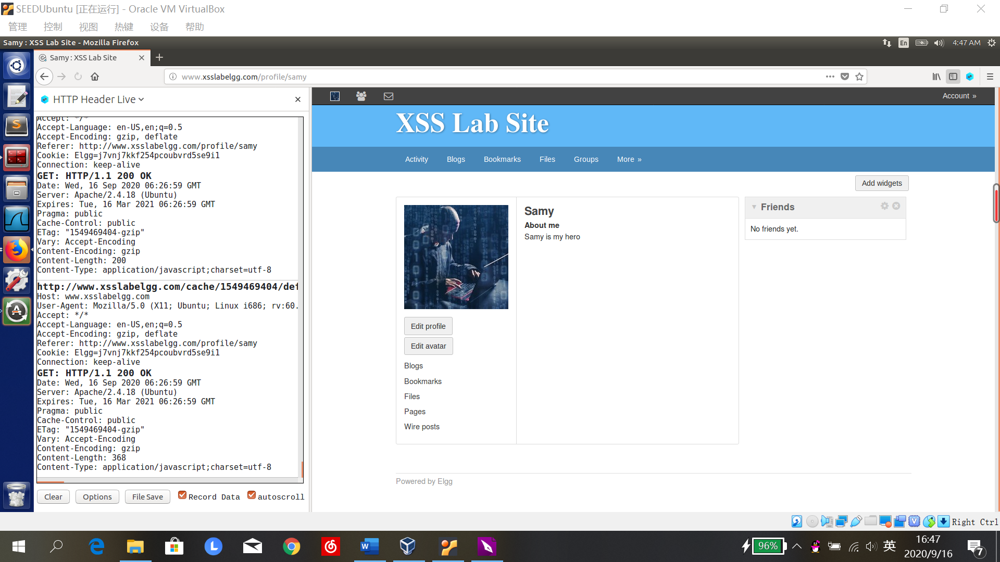 SEEDUbuntu [正在运行] - Oracle VM VirtualBox
管理 控制 视图 热键 设备 帮助
Samy : XSS Lab Site - Mozilla Firefox
En
4:47 AM
Samy : XSS Lab Site
www.xsslabelgg.com/profile/samy
HTTP Header Live
Accept: */*
Accept-Language: en-US,en;q=0.5
Accept-Encoding: gzip, deflate
Referer: http://www.xsslabelgg.com/profile/samy
Cookie: Elgg=j7vnj7kkf254pcoubvrd5se9i1
Connection: keep-alive
GET: HTTP/1.1 200 OK
Date: Wed, 16 Sep 2020 06:26:59 GMT
Server: Apache/2.4.18 (Ubuntu)
Expires: Tue, 16 Mar 2021 06:26:59 GMT
Pragma: public
Cache-Control: public
ETag: "1549469404-gzip"
Vary: Accept-Encoding
Content-Encoding: gzip
Content-Length: 200
Content-Type: application/javascript;charset=utf-8
http://www.xsslabelgg.com/cache/1549469404/def
Host: www.xsslabelgg.com
User-Agent: Mozilla/5.0 (X11; Ubuntu; Linux i686; rv:60.
Accept: */*
Accept-Language: en-US,en;q=0.5
Accept-Encoding: gzip, deflate
Referer: http://www.xsslabelgg.com/profile/samy
Cookie: Elgg=j7vnj7kkf254pcoubvrd5se9i1
Connection: keep-alive
GET: HTTP/1.1 200 OK
Date: Wed, 16 Sep 2020 06:26:59 GMT
Server: Apache/2.4.18 (Ubuntu)
Expires: Tue, 16 Mar 2021 06:26:59 GMT
Pragma: public
Cache-Control: public
ETag: "1549469404-gzip"
Vary: Accept-Encoding
Content-Encoding: gzip
Content-Length: 368
Content-Type: application/javascript;charset=utf-8
Clear Options File Save Record Data autoscroll
Account »
XSS Lab Site
Activity Blogs Bookmarks Files Groups More »
Add widgets
Samy
About me
Samy is my hero
Edit profile
Edit avatar
Blogs
Bookmarks
Files
Pages
Wire posts
Friends
No friends yet.
Powered by Elgg
Right Ctrl
96%
英
16:47
2020/9/16
7